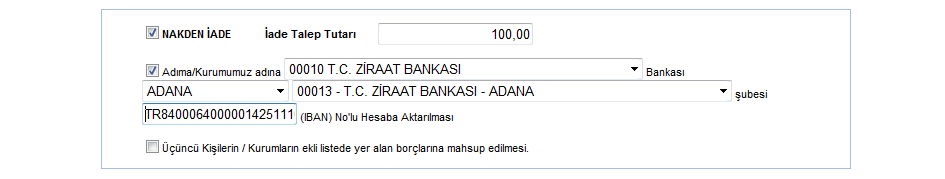 NAKDEN İADE İade Talep Tutarı 100,00
Adıma/Kurumumuz adına 00010 T.C. ZİRAAT BANKASI Bankası
ADANA 00013 - T.C. ZİRAAT BANKASI - ADANA şubesi
TR8400064000001425111 (IBAN) No'lu Hesaba Aktarılması
Üçüncü Kişilerin / Kurumların ekli listede yer alan borçlarına mahsup edilmesi.